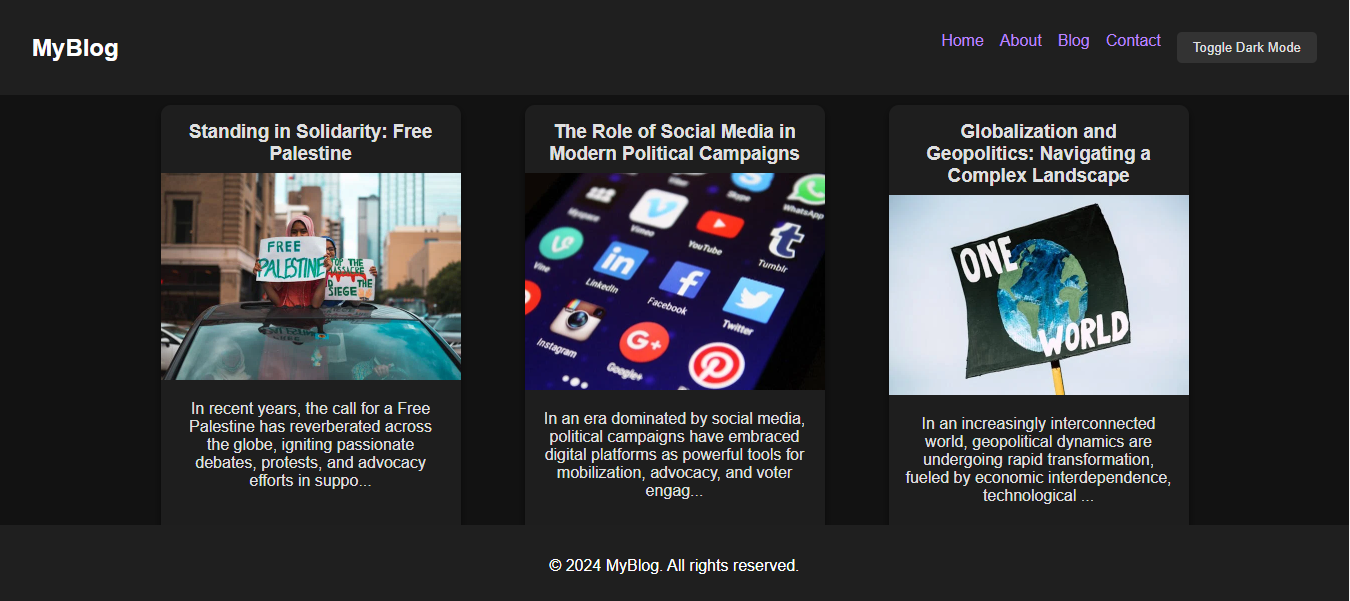 MyBlog
Home About Blog Contact Toggle Dark Mode
Standing in Solidarity: Free
Palestine
FREE
PALESTINE
THE
MASSACRE
THE
SIEGE
In recent years, the call for a Free
Palestine has reverberated across
the globe, igniting passionate
debates, protests, and advocacy
efforts in suppo...
The Role of Social Media in
Modern Political Campaigns
Skype
WhatsApp
Myspace
Vimeo
YouTube
Tumblr
Vine
LinkedIn
Facebook
Twitter
Instagram
Google+
In an era dominated by social media,
political campaigns have embraced
digital platforms as powerful tools for
mobilization, advocacy, and voter
engag...
Globalization and
Geopolitics: Navigating a
Complex Landscape
ONE
WORLD
In an increasingly interconnected
world, geopolitical dynamics are
undergoing rapid transformation,
fueled by economic interdependence,
technological ...
© 2024 MyBlog. All rights reserved.